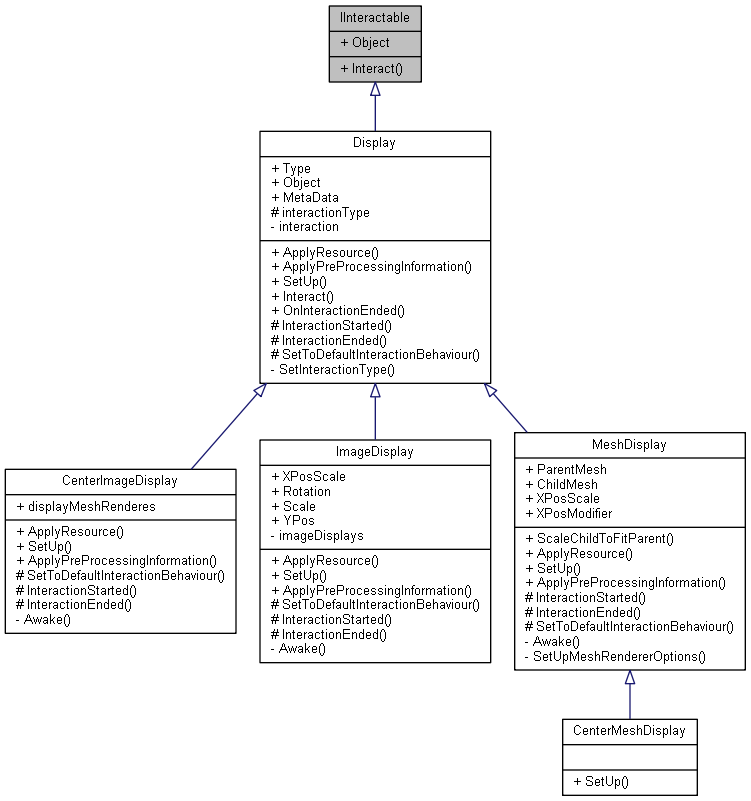 IInteractable
+ Object
+ Interact()
Display
+ Type
+ Object
+ MetaData
# interactionType
- interaction
+ ApplyResource()
+ ApplyPreProcessingInformation()
+ SetUp()
+ Interact()
+ OnInteractionEnded()
# InteractionStarted()
# InteractionEnded()
# SetToDefaultInteractionBehaviour()
- SetInteractionType()
CenterImageDisplay
+ displayMeshRenderes
+ ApplyResource()
+ SetUp()
+ ApplyPreProcessingInformation()
# SetToDefaultInteractionBehaviour()
# InteractionStarted()
# InteractionEnded()
- Awake()
ImageDisplay
+ XPosScale
+ Rotation
+ Scale
+ YPos
- imageDisplays
+ ApplyResource()
+ SetUp()
+ ApplyPreProcessingInformation()
# SetToDefaultInteractionBehaviour()
# InteractionStarted()
# InteractionEnded()
- Awake()
MeshDisplay
+ ParentMesh
+ ChildMesh
+ XPosScale
+ XPosModifier
+ ScaleChildToFitParent()
+ ApplyResource()
+ SetUp()
+ ApplyPreProcessingInformation()
# InteractionStarted()
# InteractionEnded()
# SetToDefaultInteractionBehaviour()
- Awake()
- SetUpMeshRendererOptions()
CenterMeshDisplay
+ SetUp()